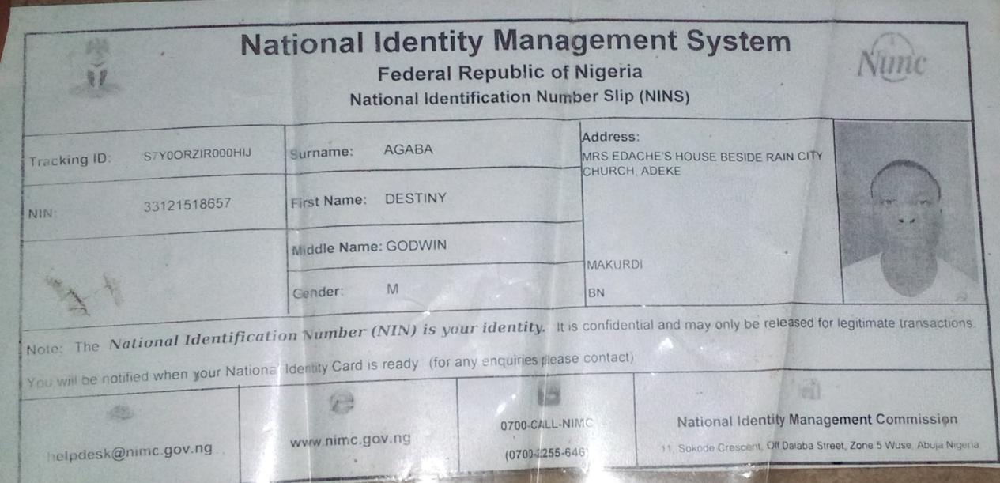 National Identity Management System
Federal Republic of Nigeria
National Identification Number Slip (NINS)
Nimc
Tracking ID: S7Y0ORZIR000HIJ
NIN: 33121518657
Surname: AGABA
First Name: DESTINY
Middle Name: GODWIN
Gender: M
Address:
MRS EDACHE'S HOUSE BESIDE RAIN CITY
CHURCH, ADEKE
MAKURDI
BN
Note: The National Identification Number (NIN) is your identity. It is confidential and may only be released for legitimate transactions.
You will be notified when your National Identity Card is ready (for any enquiries please contact)
helpdesk@nimc.gov.ng
www.nimc.gov.ng
0700-CALL-NIMC
(0700-2255-646)
National Identity Management Commission
11, Sokode Crescent, Off Dalaba Street, Zone 5 Wuse, Abuja Nigeria